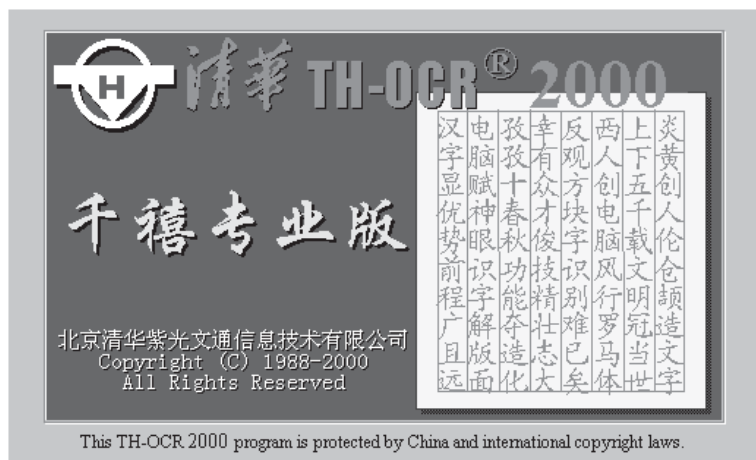 H 清華 TH-OCR® 2000
千禧专业版
炎黄创人伦仓颉造文字
上下五千载文明冠当世
西人创电脑风行罗马体
反观方块字识别难已矣
幸有众才俊技精壮志大
孜孜十春秋功能夺造化
电脑赋神眼识字解版面
汉字显优势前程广且远
北京清华紫光文通信息技术有限公司
Copyright (C) 1988-2000
All Rights Reserved
This TH-OCR 2000 program is protected by China and international copyright laws.